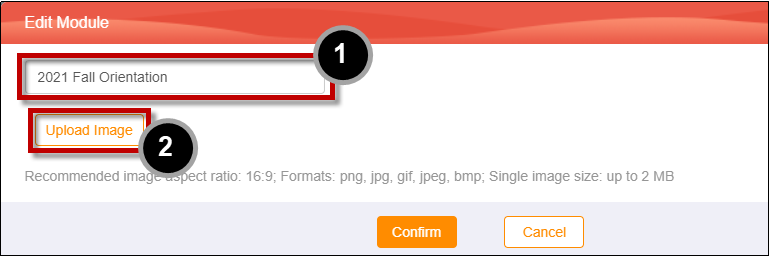 Edit Module
1
2021 Fall Orientation
Upload Image
2
Recommended image aspect ratio: 16:9; Formats: png, jpg, gif, jpeg, bmp; Single image size: up to 2 MB
Confirm
Cancel